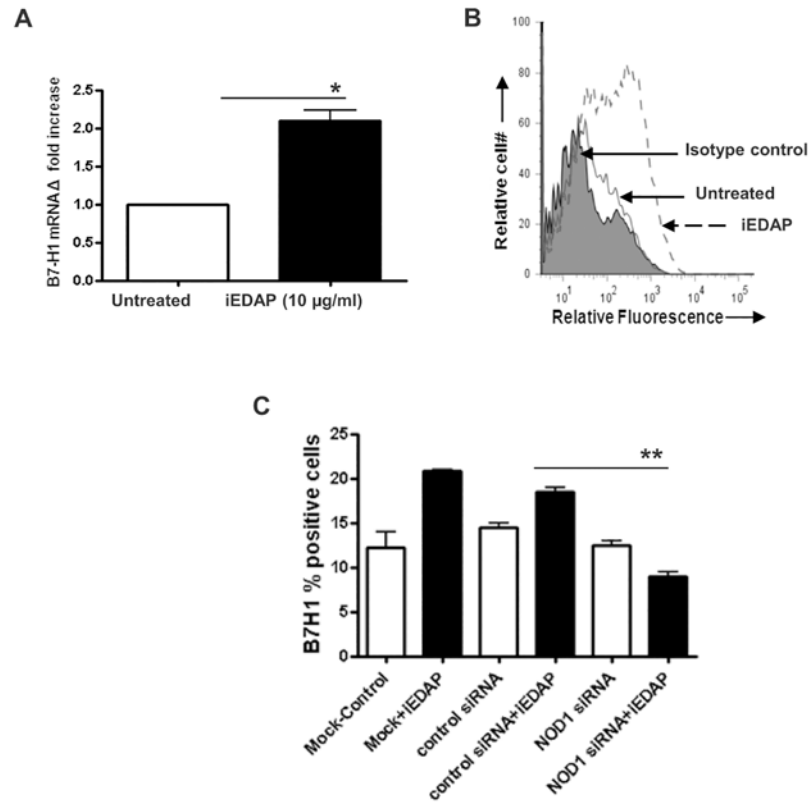 A
B7-H1 mRNAΔ fold increase
2.5
2.0
1.5
1.0
0.5
0.0
*
Untreated
iEDAP (10 µg/ml)
B
Relative cell#
100
80
60
40
20
0
10¹
10²
10³
10⁴
10⁵
Relative Fluorescence
Isotype control
Untreated
iEDAP
C
B7H1 % positive cells
25
20
15
10
5
0
**
Mock-Control
Mock+iEDAP
control siRNA
control siRNA+iEDAP
NOD1 siRNA
NOD1 siRNA+iEDAP